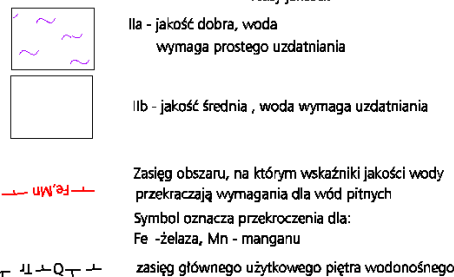 IIa - jakość dobra, woda
wymaga prostego uzdatniania
IIb - jakość średnia , woda wymaga uzdatniania
Fe,Mn
Zasięg obszaru, na którym wskaźniki jakości wody
przekraczają wymagania dla wód pitnych
Symbol oznacza przekroczenia dla:
Fe -żelaza, Mn - manganu
Q
zasięg głównego użytkowego piętra wodonośnego